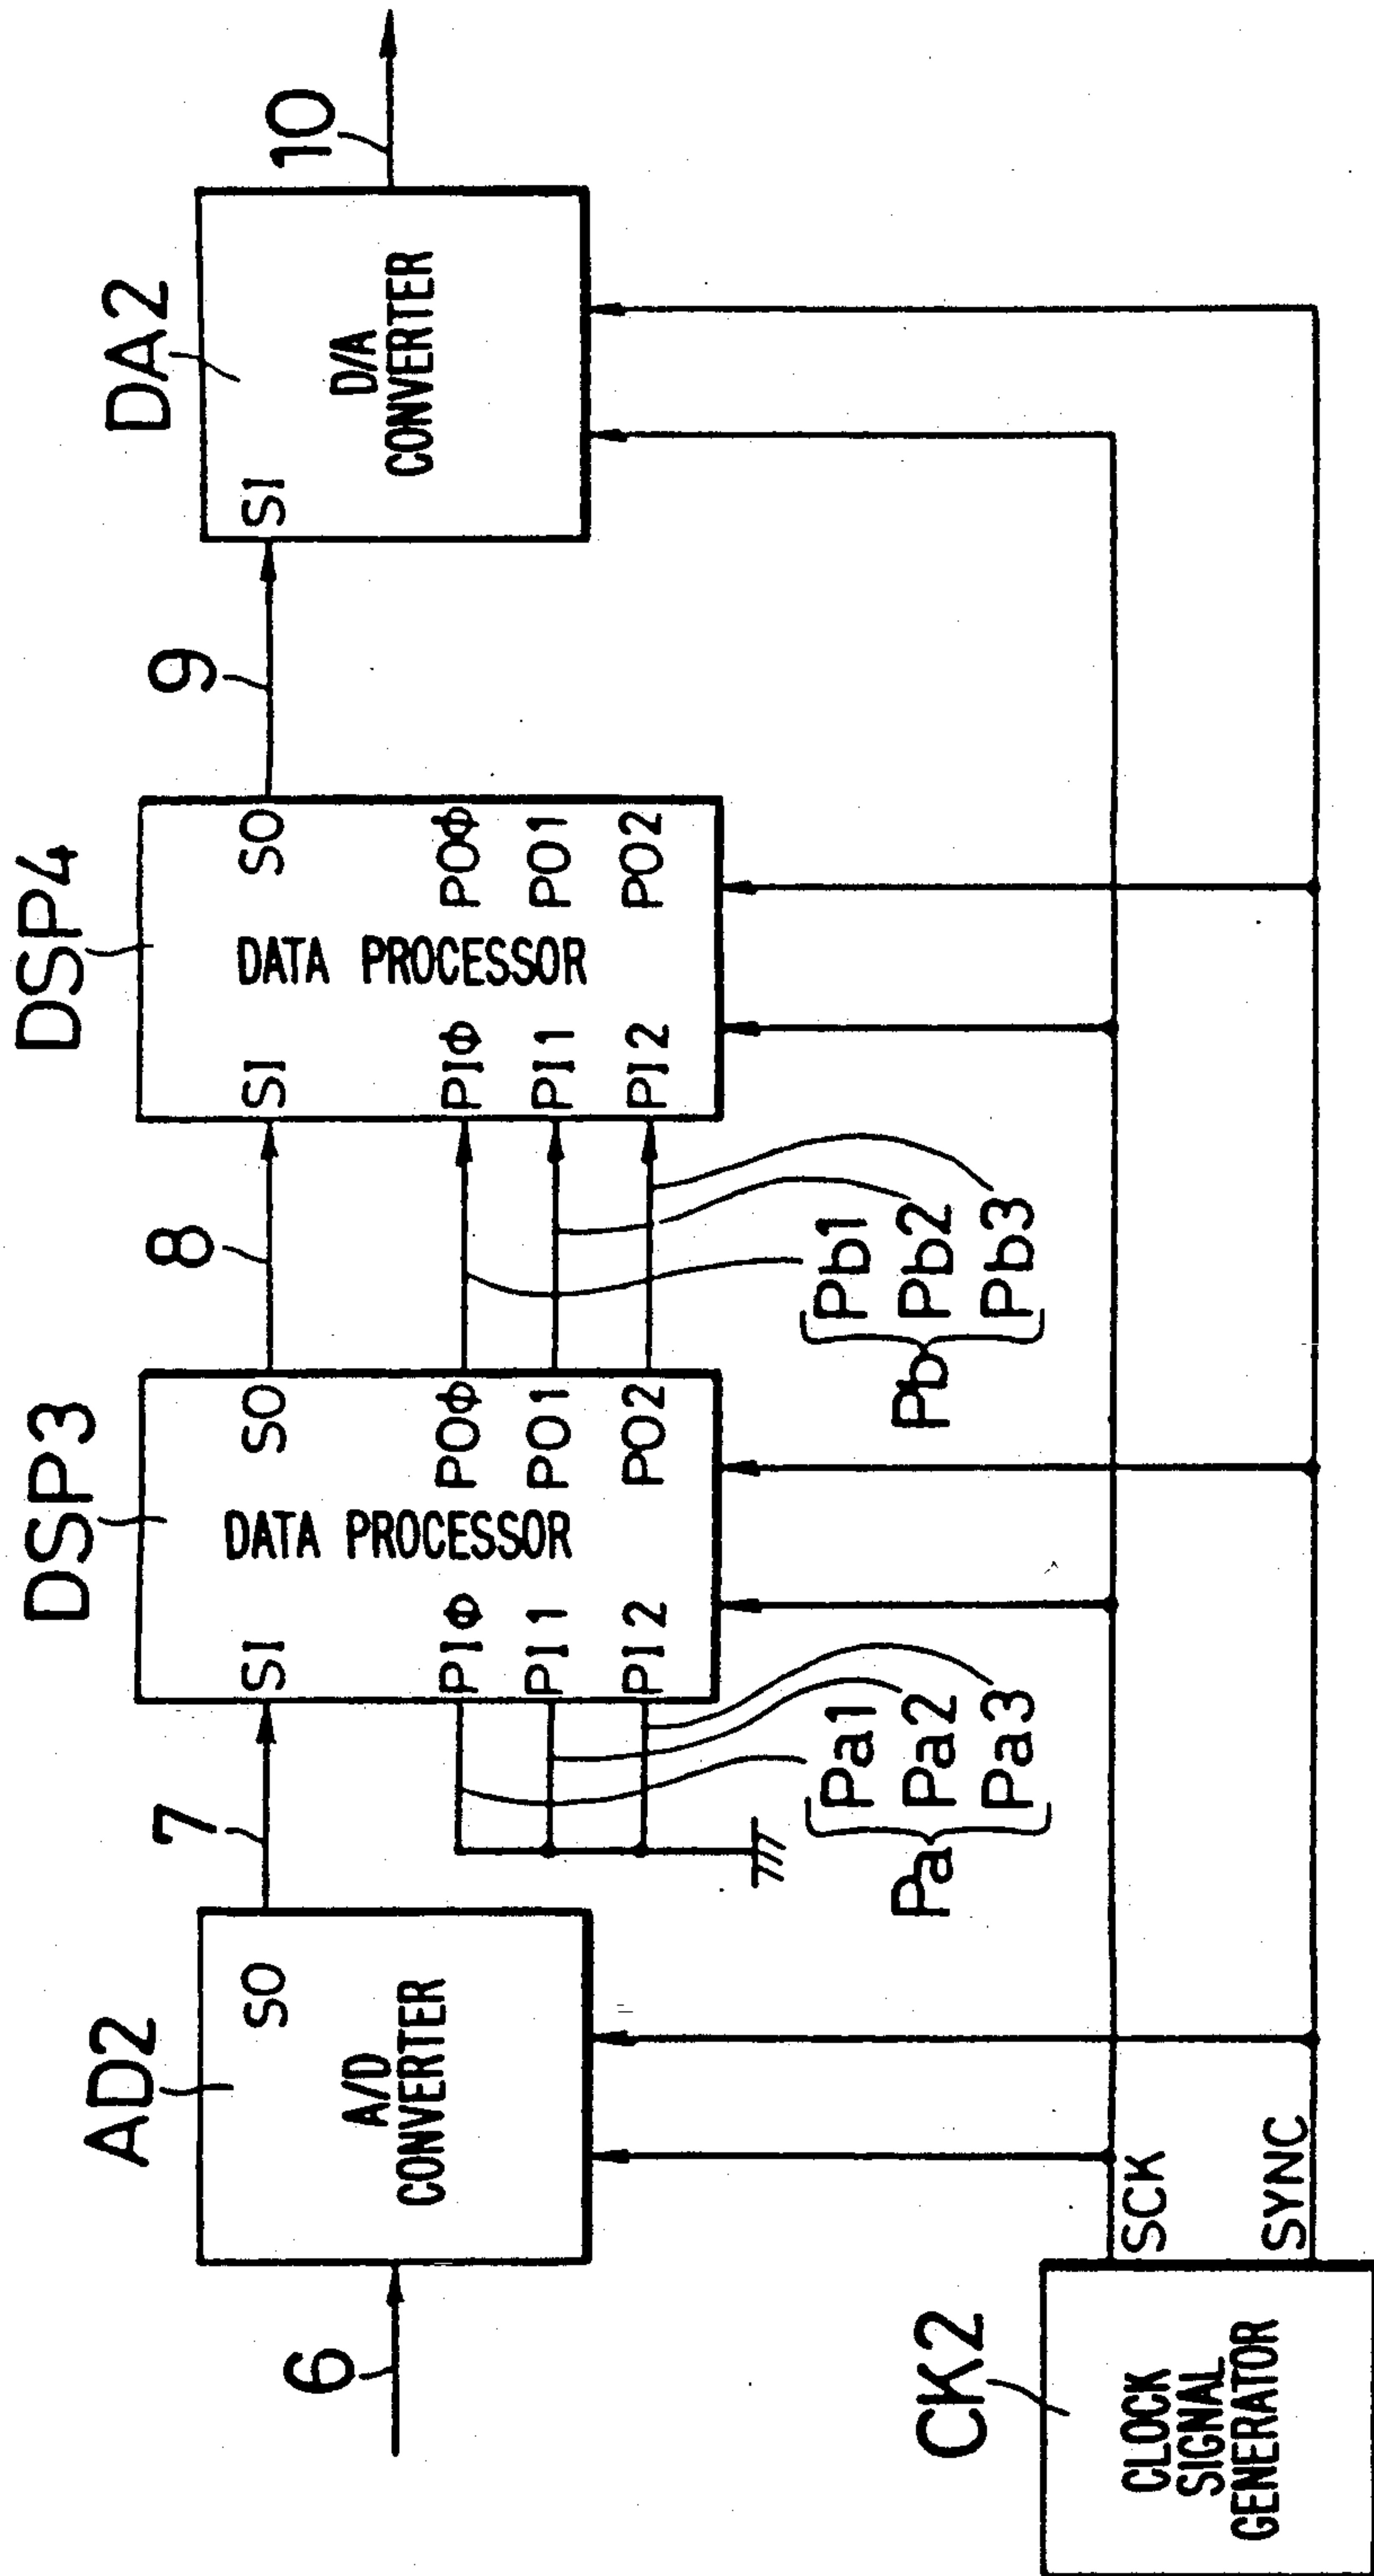 AD2
DSP3
DSP4
DA2
6
7
8
9
10
SO
A/D
CONVERTER
SI
SO
DATA PROCESSOR
PIΦ
POΦ
PI1
PO1
PI2
PO2
SI
SO
DATA PROCESSOR
PIΦ
POΦ
PI1
PO1
PI2
PO2
SI
D/A
CONVERTER
Pa
Pa1
Pa2
Pa3
Pb
Pb1
Pb2
Pb3
CK2
CLOCK
SIGNAL
GENERATOR
SCK
SYNC